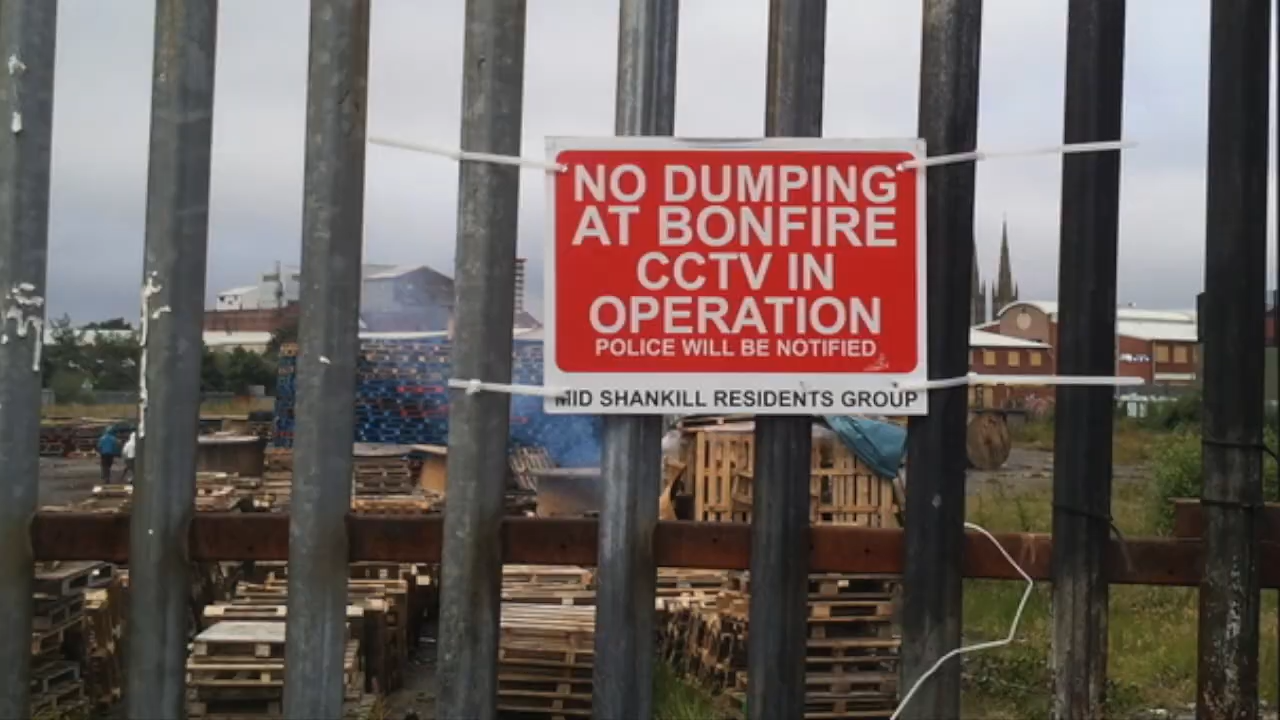 NO DUMPING
AT BONFIRE
CCTV IN
OPERATION
POLICE WILL BE NOTIFIED
MID SHANKILL RESIDENTS GROUP